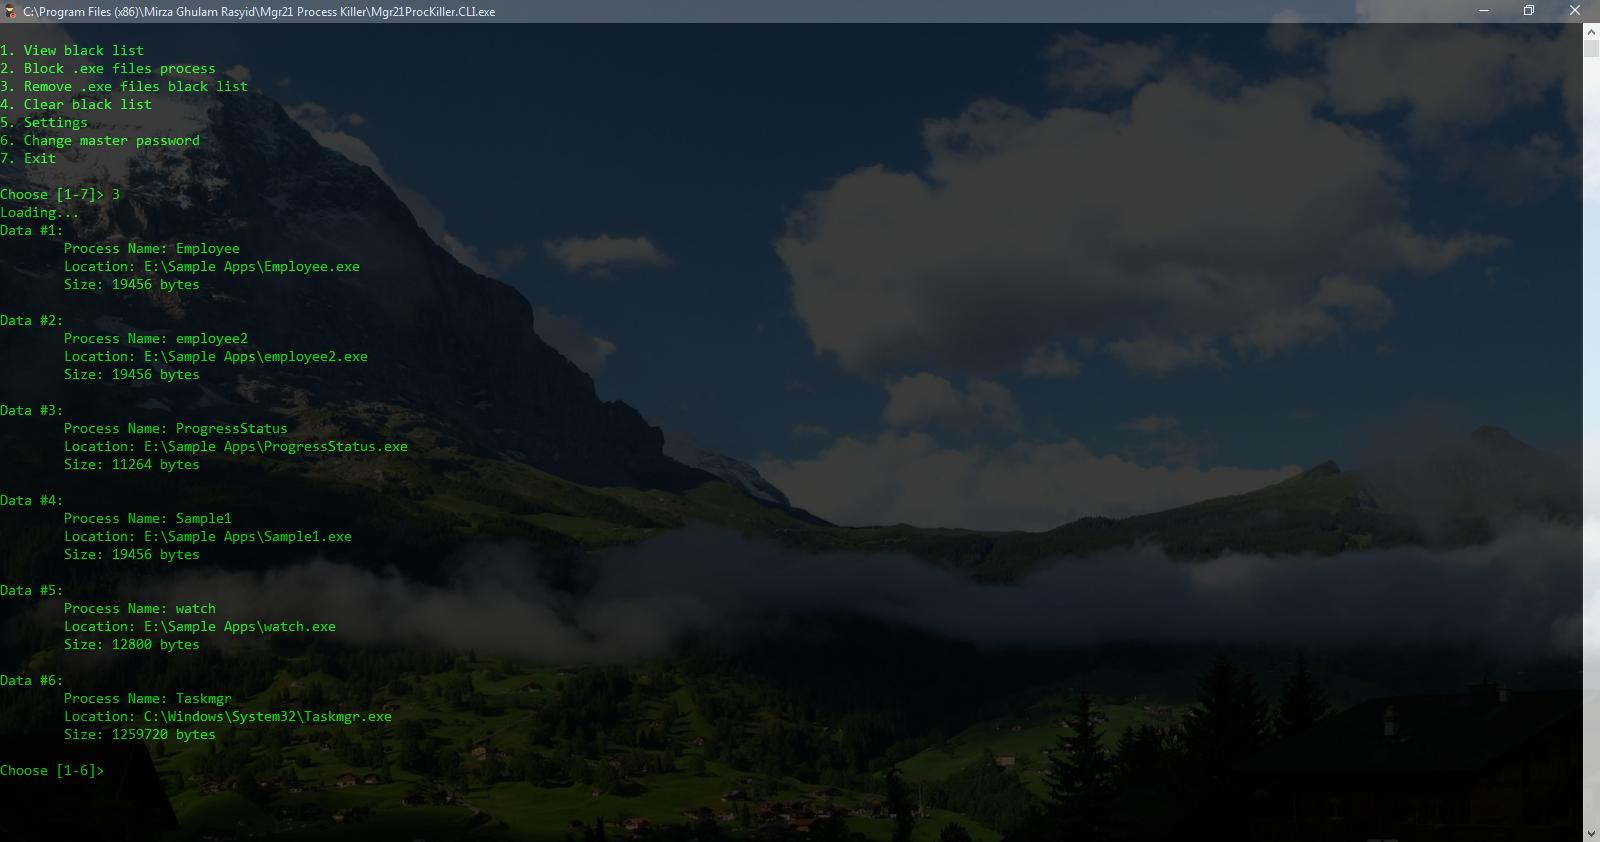 C:\Program Files (x86)\Mirza Ghulam Rasyid\Mgr21 Process Killer\Mgr21ProcKiller.CLI.exe
1. View black list
2. Block .exe files process
3. Remove .exe files black list
4. Clear black list
5. Settings
6. Change master password
7. Exit
Choose [1-7]> 3
Loading...
Data #1:
Process Name: Employee
Location: E:\Sample Apps\Employee.exe
Size: 19456 bytes
Data #2:
Process Name: employee2
Location: E:\Sample Apps\employee2.exe
Size: 19456 bytes
Data #3:
Process Name: ProgressStatus
Location: E:\Sample Apps\ProgressStatus.exe
Size: 11264 bytes
Data #4:
Process Name: Sample1
Location: E:\Sample Apps\Sample1.exe
Size: 19456 bytes
Data #5:
Process Name: watch
Location: E:\Sample Apps\watch.exe
Size: 12800 bytes
Data #6:
Process Name: Taskmgr
Location: C:\Windows\System32\Taskmgr.exe
Size: 1259720 bytes
Choose [1-6]>